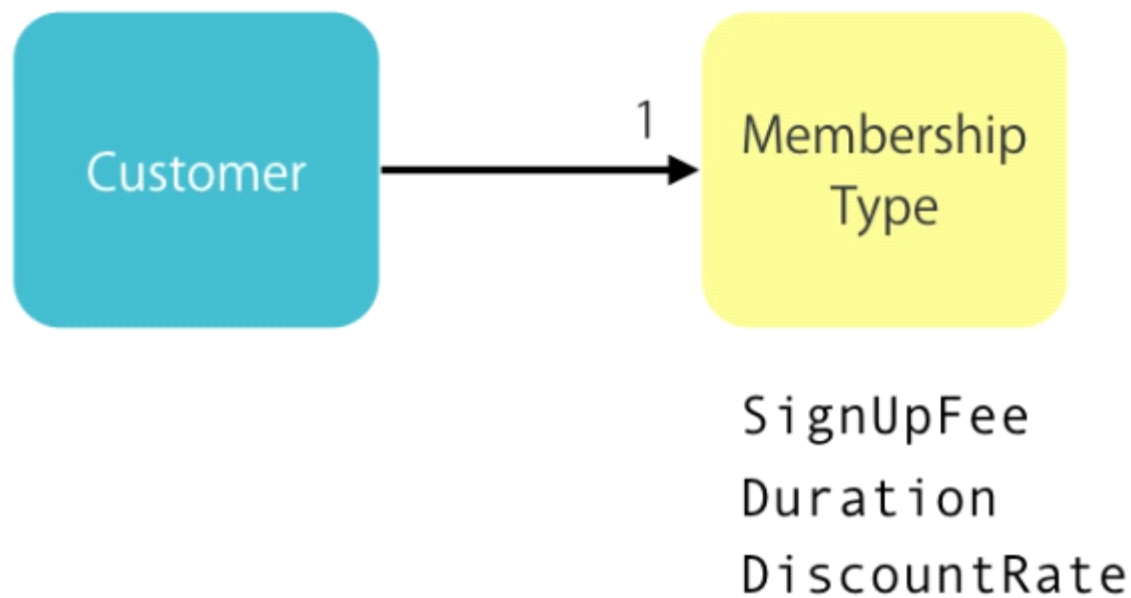 Customer
1
Membership
Type
SignUpFee
Duration
DiscountRate